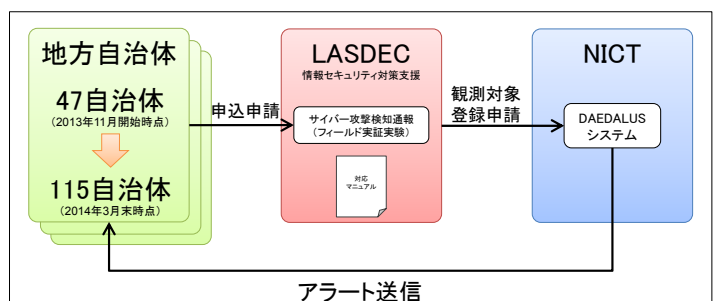 地方自治体
47自治体
(2013年11月開始時点)
115自治体
(2014年3月末時点)
申込申請
LASDEC
情報セキュリティ対策支援
サイバー攻撃検知通報
(フィールド実証実験)
対応
マニュアル
観測対象
登録申請
NICT
DAEDALUS
システム
アラート送信